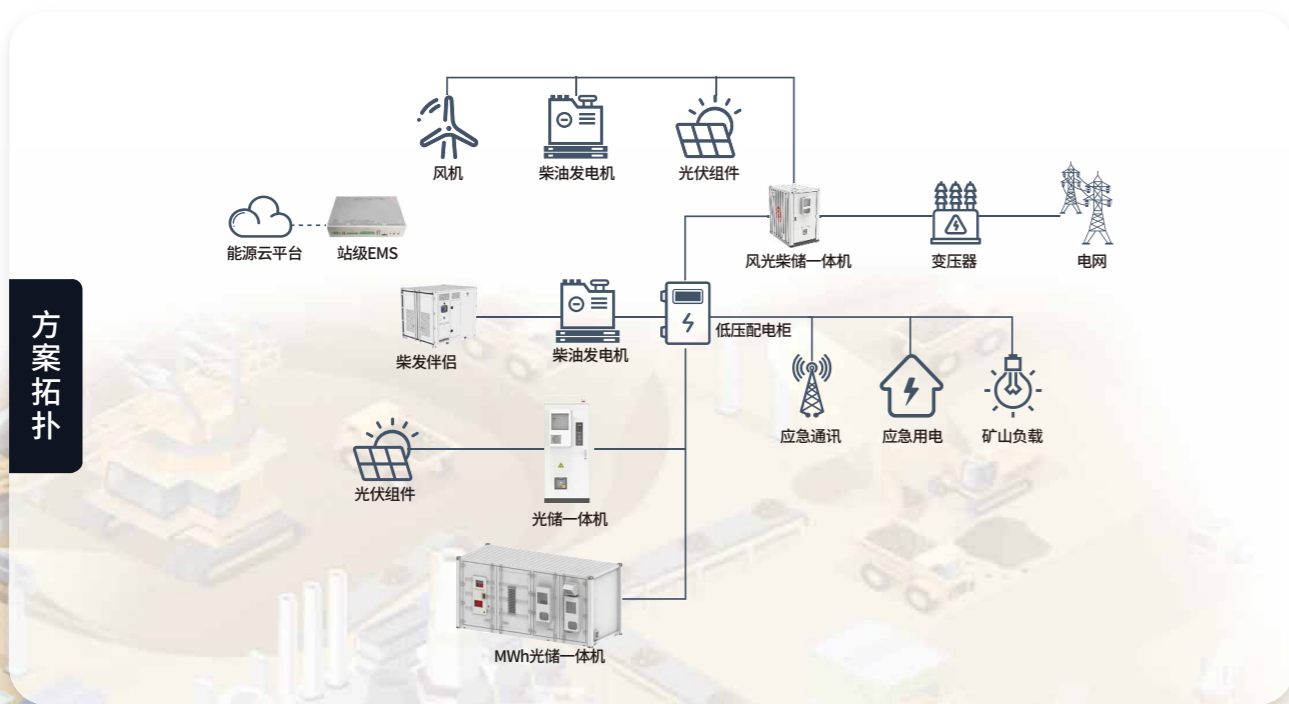 风机
柴油发电机
光伏组件
能源云平台
站级EMS
风光柴储一体机
变压器
电网
方案拓扑
柴发伴侣
柴油发电机
低压配电柜
应急通讯
应急用电
矿山负载
光伏组件
光储一体机
MWh光储一体机